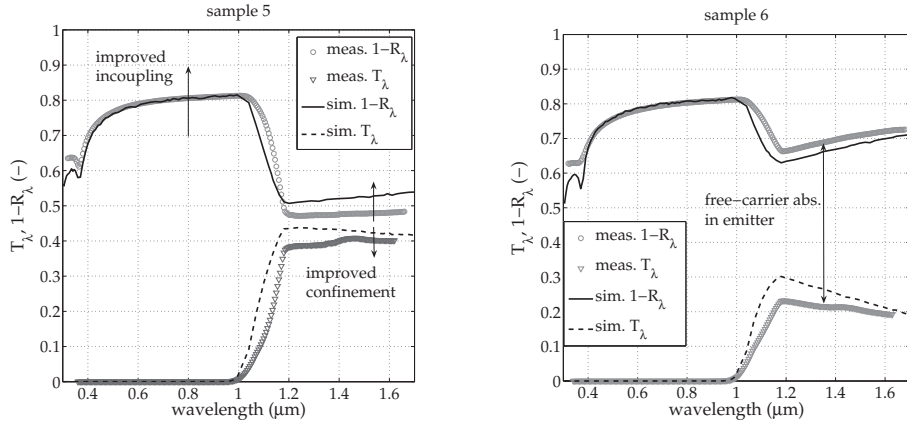 sample 5
1
0.9
0.8
0.7
0.6
0.5
0.4
0.3
0.2
0.1
0
T_λ, 1−R_λ (−)
improved
incoupling
meas. 1−R_λ
meas. T_λ
sim. 1−R_λ
sim. T_λ
improved
confinement
0.4 0.6 0.8 1.0 1.2 1.4 1.6
wavelength (μm)
sample 6
1
0.9
0.8
0.7
0.6
0.5
0.4
0.3
0.2
0.1
0
T_λ, 1−R_λ (−)
free−carrier abs.
in emitter
meas. 1−R_λ
meas. T_λ
sim. 1−R_λ
sim. T_λ
0.4 0.6 0.8 1.0 1.2 1.4 1.6
wavelength (μm)